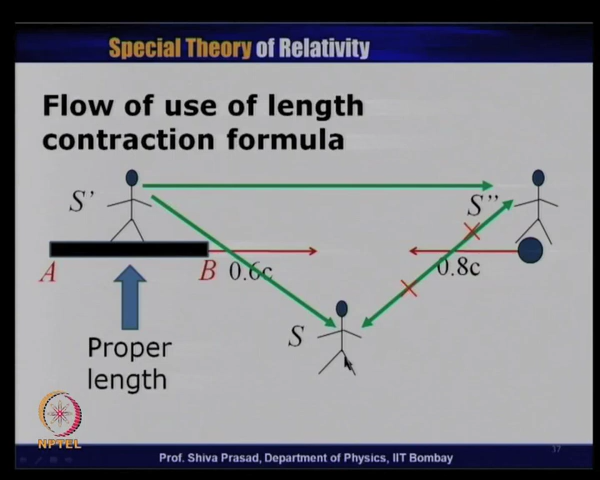 Special Theory of Relativity
Flow of use of length
contraction formula
S’
S”
A
B
0.6c
0.8c
S
Proper
length
NPTEL
Prof. Shiva Prasad, Department of Physics, IIT Bombay
17